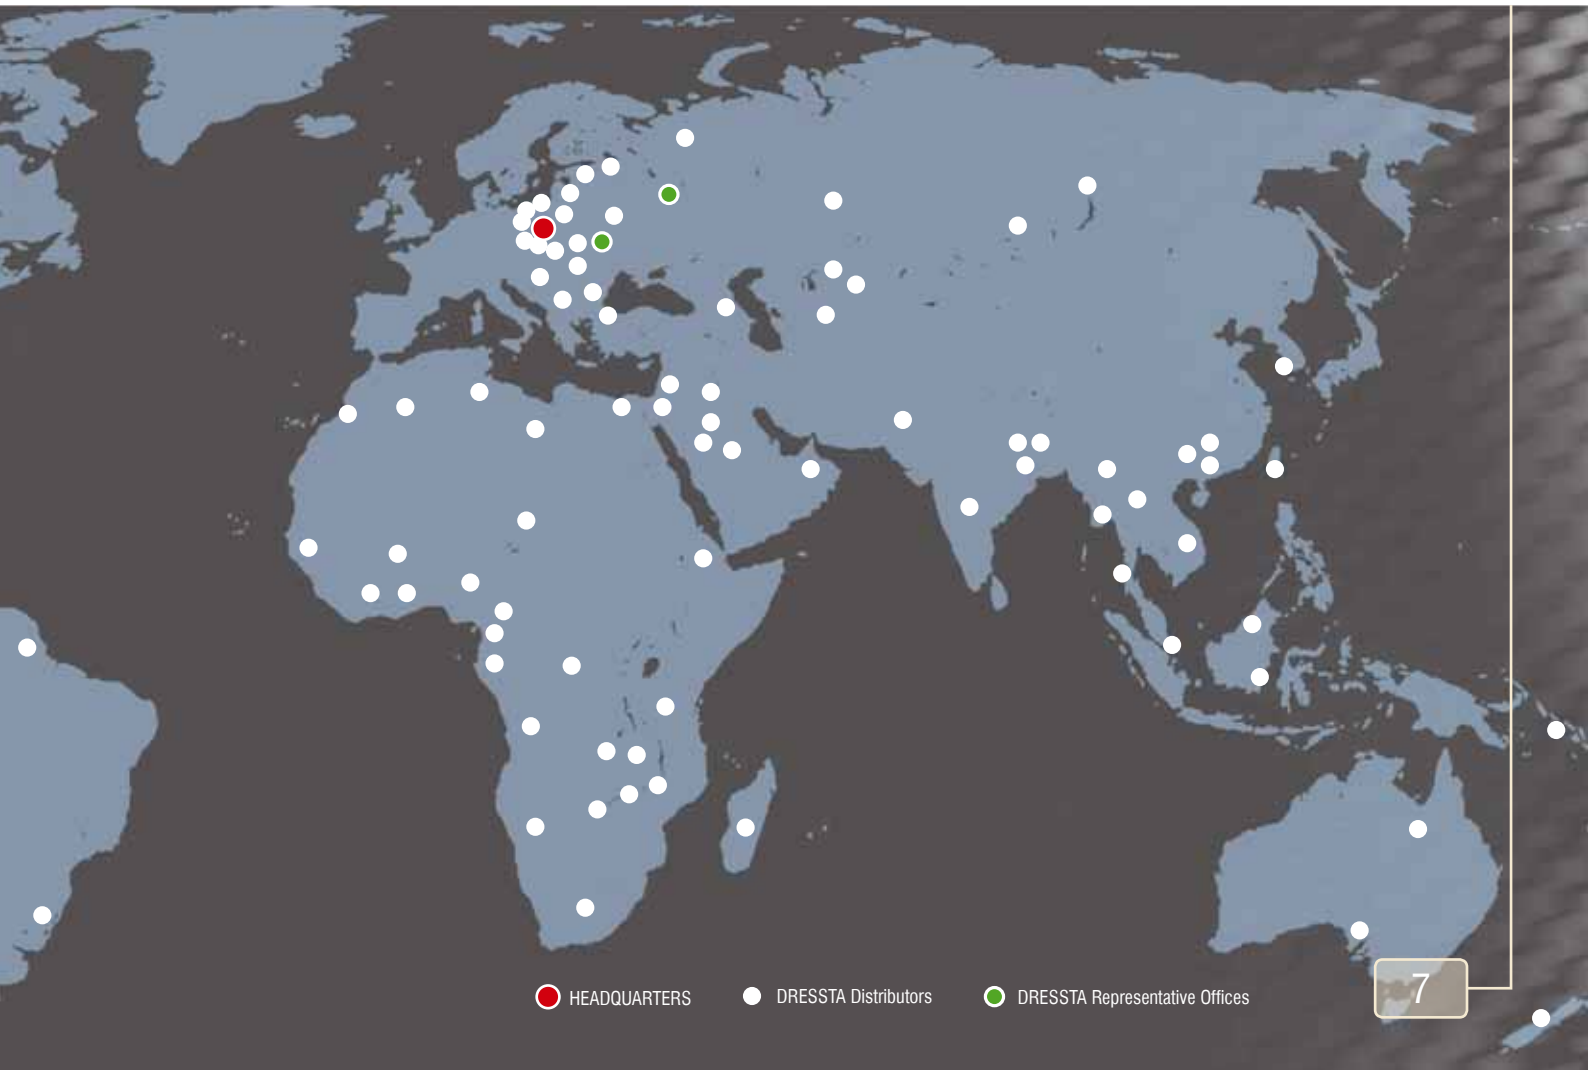 HEADQUARTERS
DRESSTA Distributors
DRESSTA Representative Offices
7